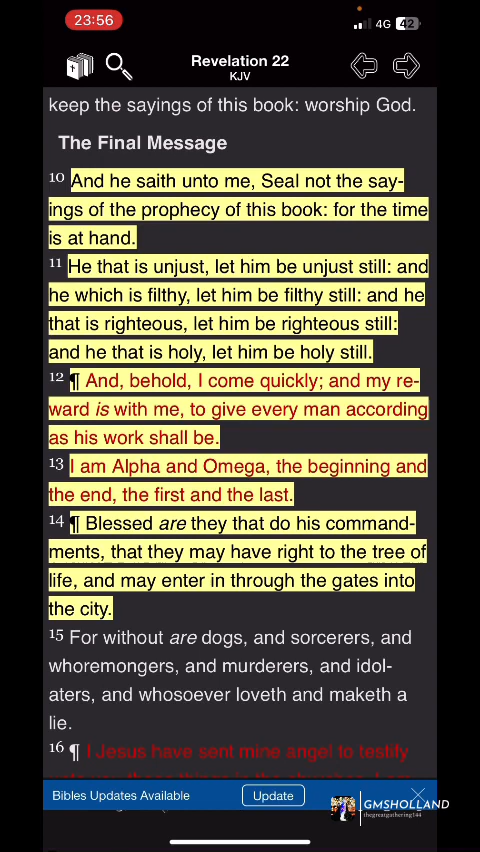 23:56
4G 42
Revelation 22
KJV
keep the sayings of this book: worship God.
The Final Message
10 And he saith unto me, Seal not the say-
ings of the prophecy of this book: for the time
is at hand.
11 He that is unjust, let him be unjust still: and
he which is filthy, let him be filthy still: and he
that is righteous, let him be righteous still:
and he that is holy, let him be holy still.
12 ¶ And, behold, I come quickly; and my re-
ward is with me, to give every man according
as his work shall be.
13 I am Alpha and Omega, the beginning and
the end, the first and the last.
14 ¶ Blessed are they that do his command-
ments, that they may have right to the tree of
life, and may enter in through the gates into
the city.
15 For without are dogs, and sorcerers, and
whoremongers, and murderers, and idol-
aters, and whosoever loveth and maketh a
lie.
16 ¶ I Jesus have sent mine angel to testify
Bibles Updates Available
Update
GMSHOLLAND
thegreatgathering144